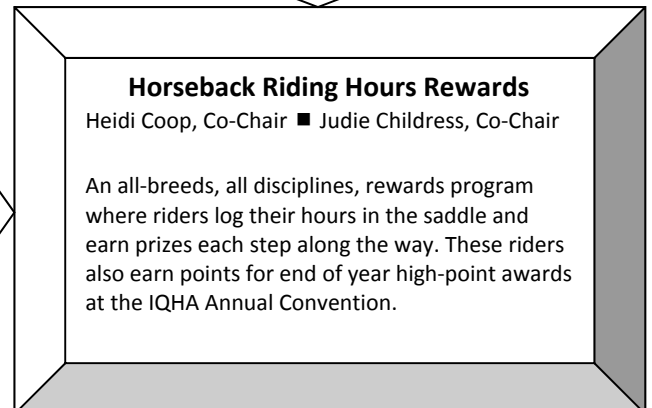 Horseback Riding Hours Rewards
Heidi Coop, Co-Chair ■ Judie Childress, Co-Chair
An all-breeds, all disciplines, rewards program
where riders log their hours in the saddle and
earn prizes each step along the way. These riders
also earn points for end of year high-point awards
at the IQHA Annual Convention.